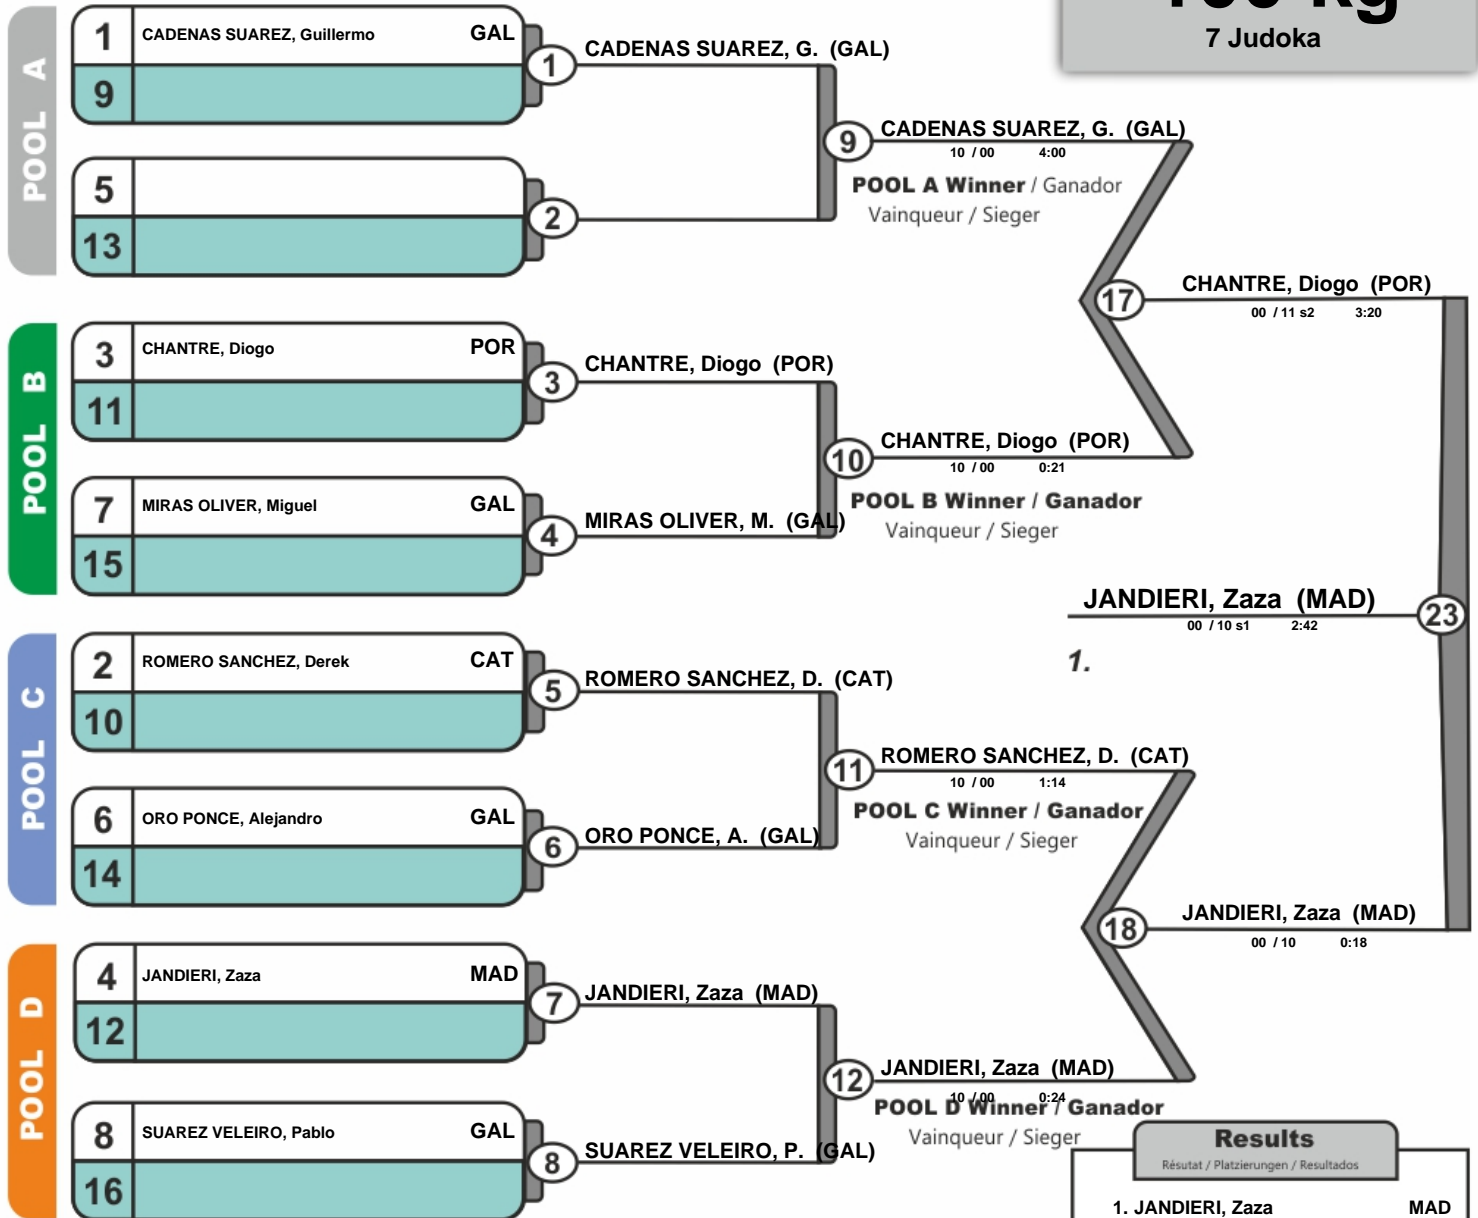 100 kg
7 Judoka
POOL A
1 CADENAS SUAREZ, Guillermo GAL
9
5
13
1 CADENAS SUAREZ, G. (GAL)
2
9 CADENAS SUAREZ, G. (GAL)
10 / 00 4:00
POOL A Winner / Ganador
Vainqueur / Sieger
POOL B
3 CHANTRE, Diogo POR
11
7 MIRAS OLIVER, Miguel GAL
15
3 CHANTRE, Diogo (POR)
4 MIRAS OLIVER, M. (GAL)
10 CHANTRE, Diogo (POR)
10 / 00 0:21
POOL B Winner / Ganador
Vainqueur / Sieger
17 CHANTRE, Diogo (POR)
00 / 11 s2 3:20
JANDIERI, Zaza (MAD) 23
00 / 10 s1 2:42
1.
POOL C
2 ROMERO SANCHEZ, Derek CAT
10
6 ORO PONCE, Alejandro GAL
14
5 ROMERO SANCHEZ, D. (CAT)
6 ORO PONCE, A. (GAL)
11 ROMERO SANCHEZ, D. (CAT)
10 / 00 1:14
POOL C Winner / Ganador
Vainqueur / Sieger
POOL D
4 JANDIERI, Zaza MAD
12
8 SUAREZ VELEIRO, Pablo GAL
16
7 JANDIERI, Zaza (MAD)
8 SUAREZ VELEIRO, P. (GAL)
12 JANDIERI, Zaza (MAD)
10 / 00 0:24
POOL D Winner / Ganador
Vainqueur / Sieger
18 JANDIERI, Zaza (MAD)
00 / 10 0:18
Results
Résutat / Platzierungen / Resultados
1. JANDIERI, Zaza MAD